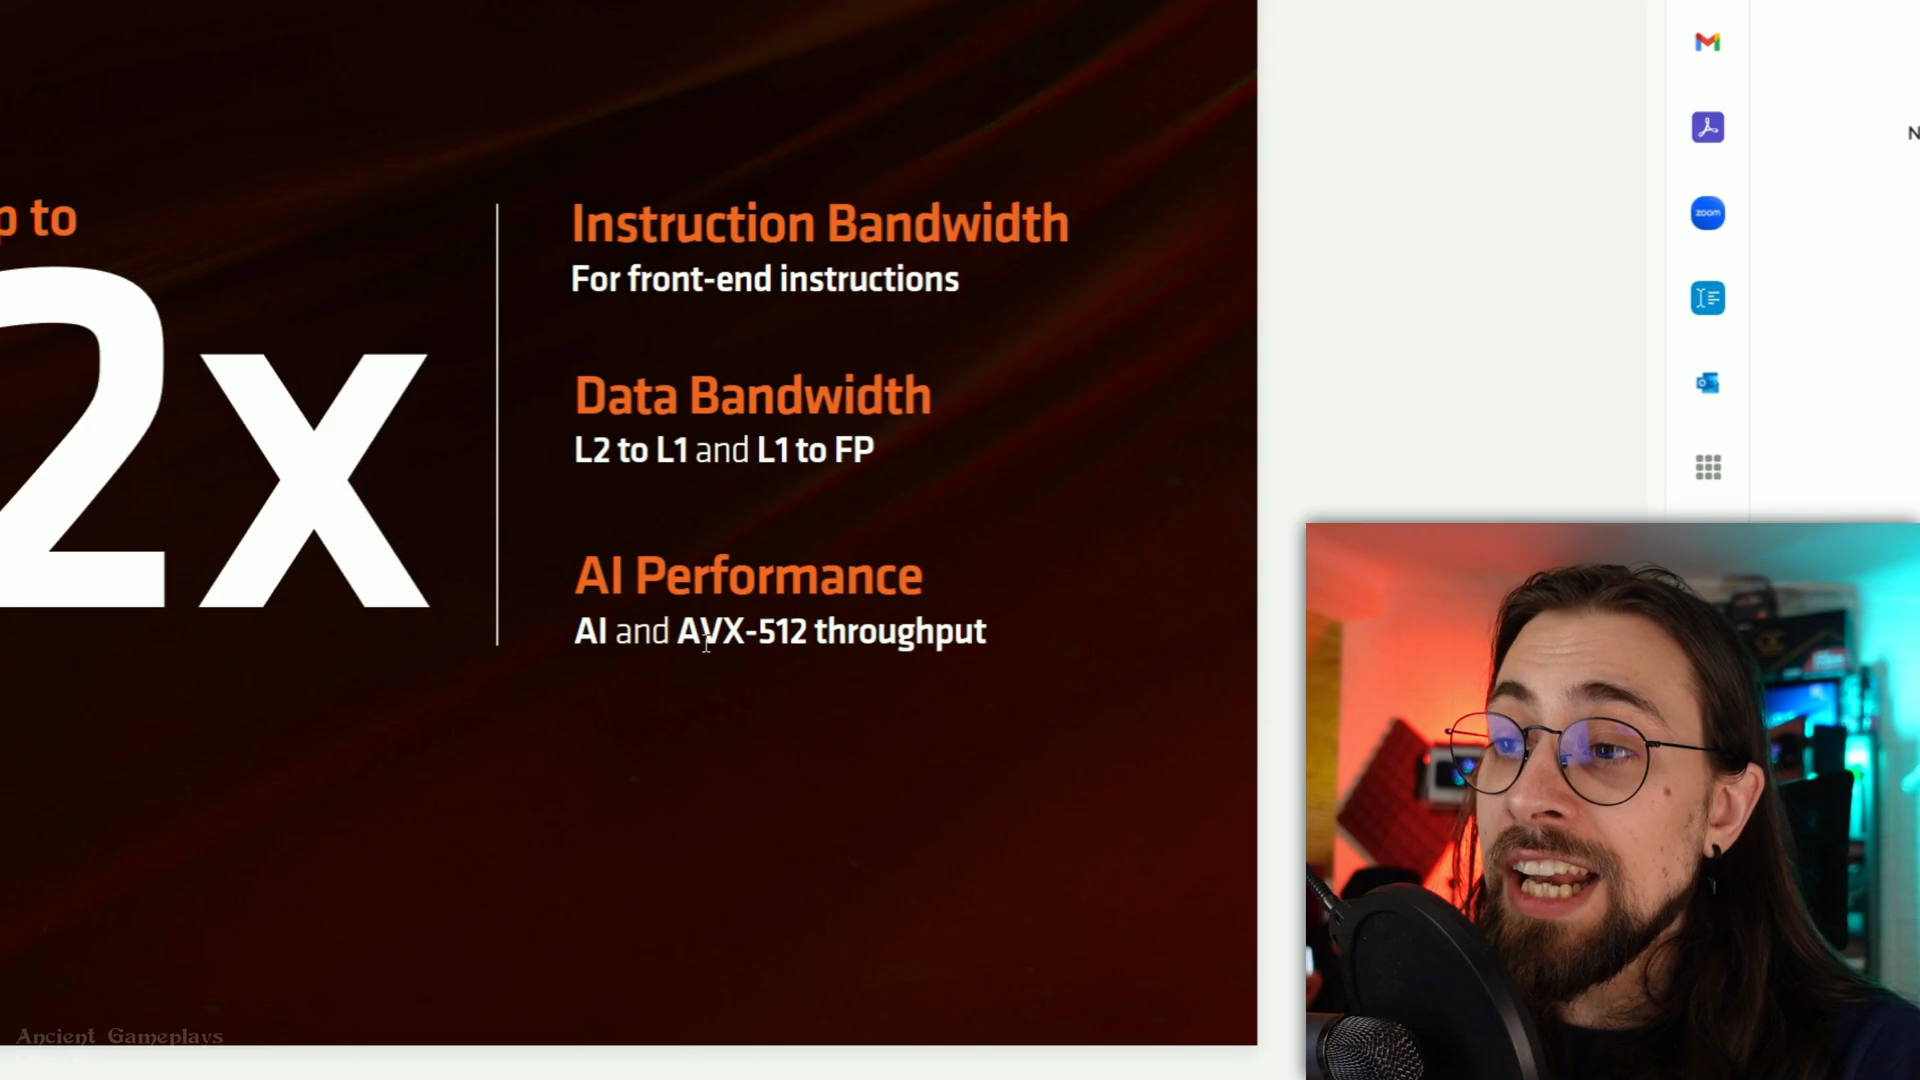 p to
2x
Instruction Bandwidth
For front-end instructions
Data Bandwidth
L2 to L1 and L1 to FP
AI Performance
AI and AVX-512 throughput
zoom
N
Ancient Gameplays